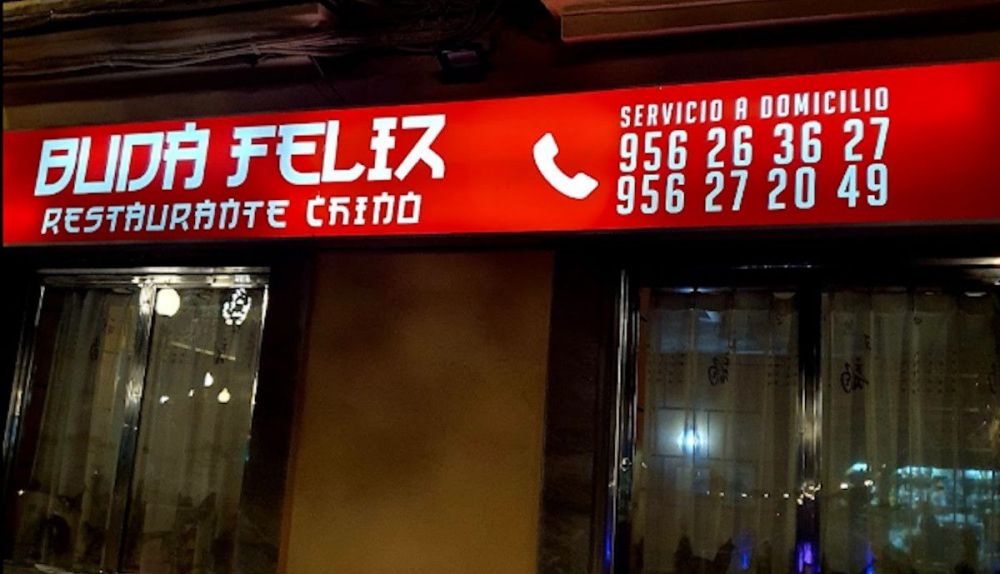 BUDA FELIZ
RESTAURANTE CHINO
SERVICIO A DOMICILIO
956 26 36 27
956 27 20 49